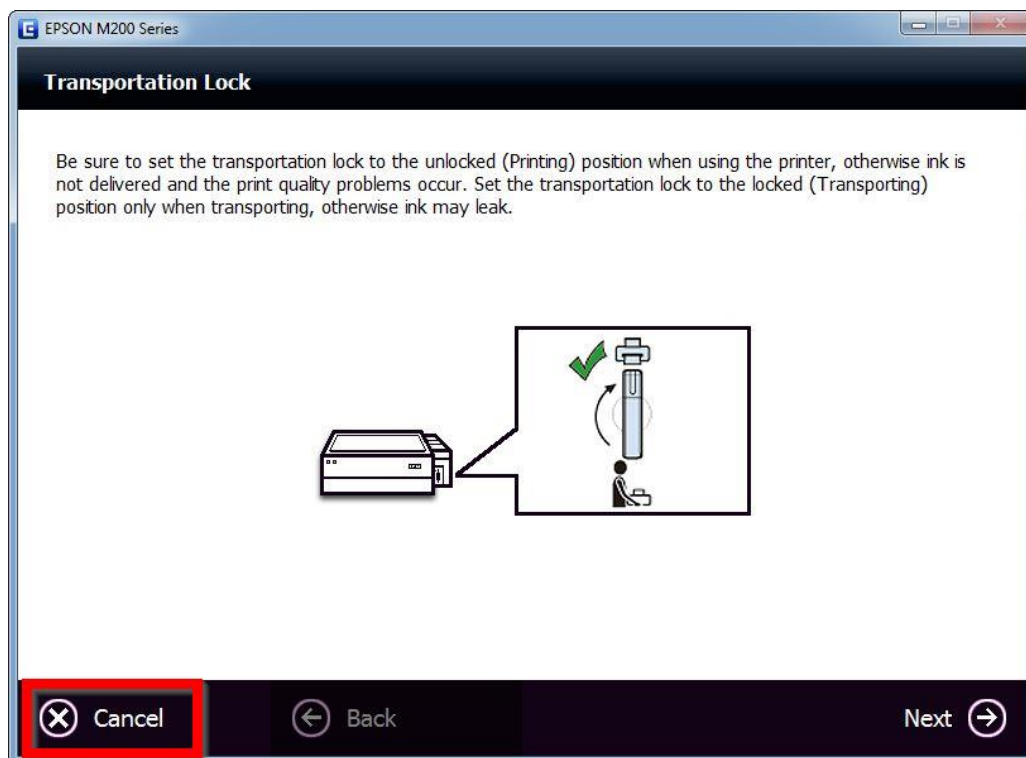 EPSON M200 Series
Transportation Lock
Be sure to set the transportation lock to the unlocked (Printing) position when using the printer, otherwise ink is
not delivered and the print quality problems occur. Set the transportation lock to the locked (Transporting)
position only when transporting, otherwise ink may leak.
Cancel
Back
Next